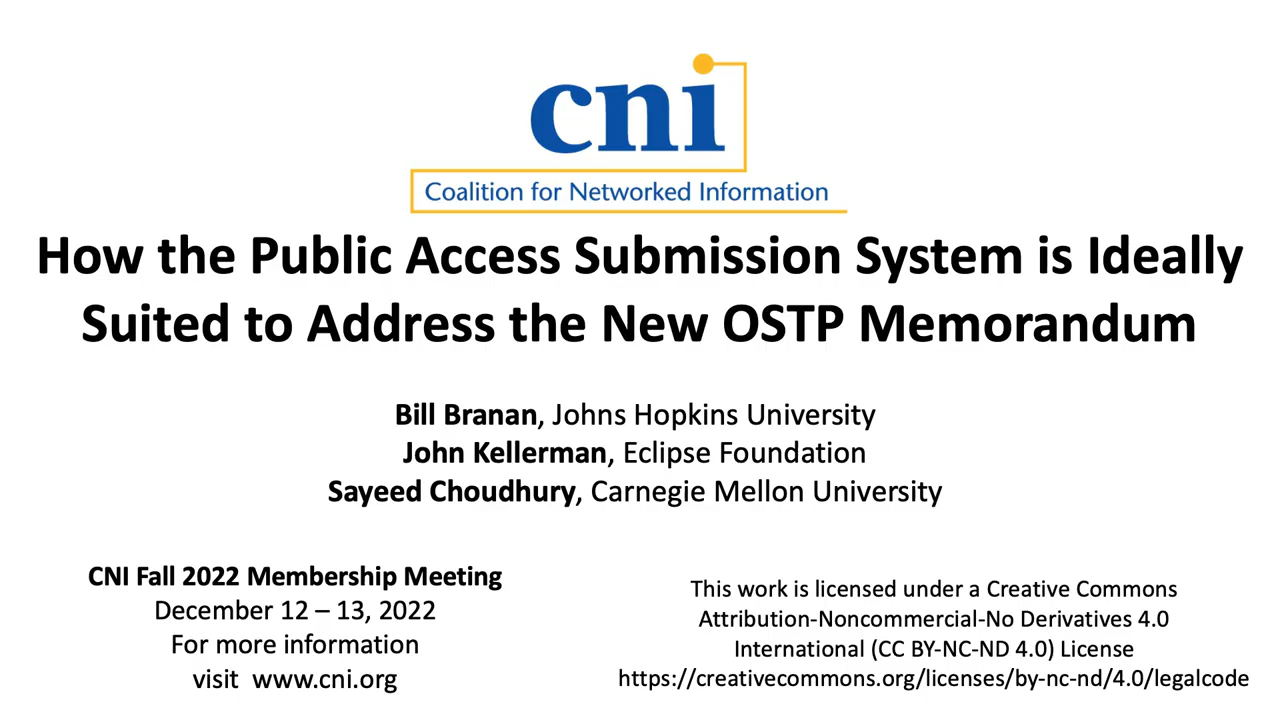 cni
Coalition for Networked Information
How the Public Access Submission System is Ideally
Suited to Address the New OSTP Memorandum
Bill Branan, Johns Hopkins University
John Kellerman, Eclipse Foundation
Sayeed Choudhury, Carnegie Mellon University
CNI Fall 2022 Membership Meeting
December 12 – 13, 2022
For more information
visit www.cni.org
This work is licensed under a Creative Commons
Attribution-Noncommercial-No Derivatives 4.0
International (CC BY-NC-ND 4.0) License
https://creativecommons.org/licenses/by-nc-nd/4.0/legalcode